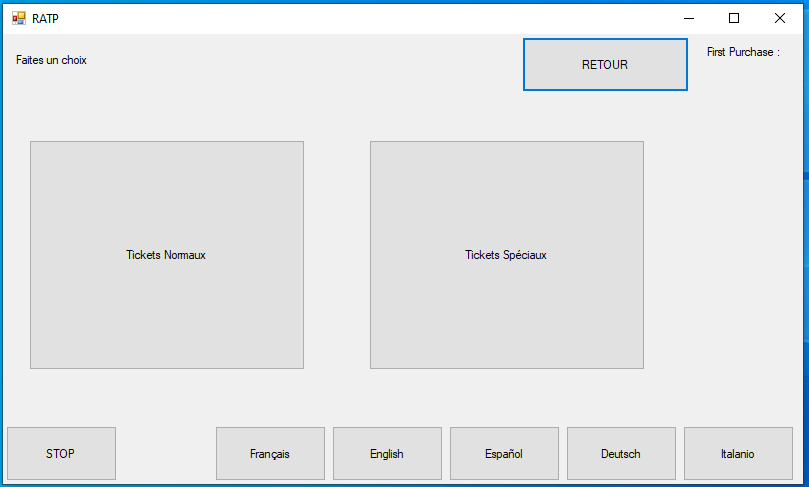 RATP
Faites un choix
RETOUR
First Purchase :
Tickets Normaux
Tickets Spéciaux
STOP
Français
English
Español
Deutsch
Italanio